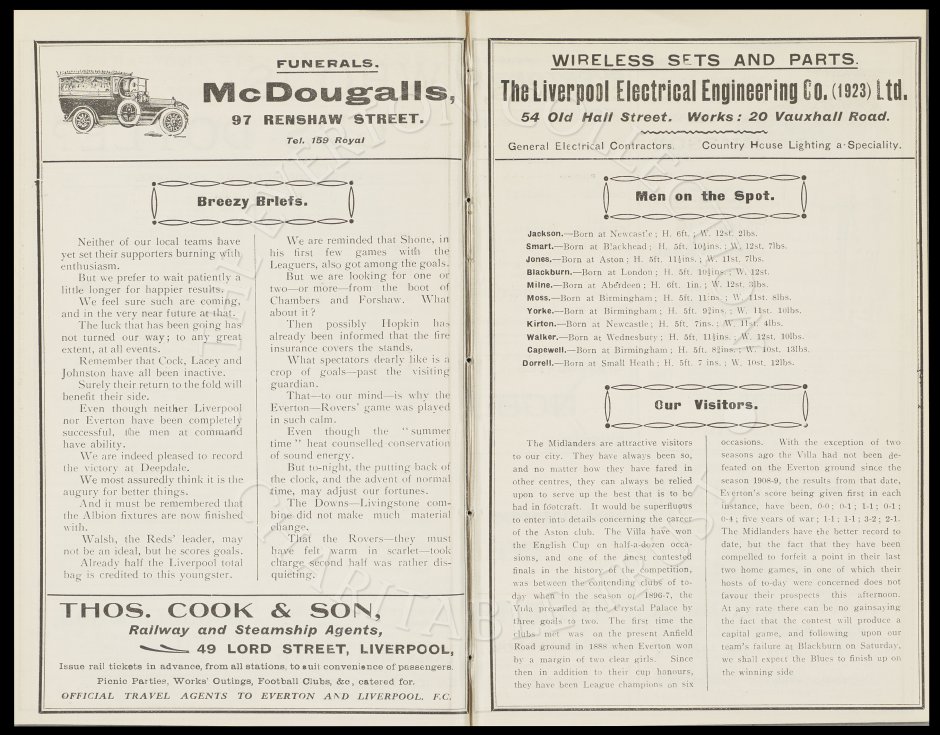 FUNERALS.
McDougalls,
97 RENSHAW STREET.
Tel. 159 Royal
Breezy Briefs.
Neither of our local teams have
yet set their supporters burning with
enthusiasm.
But we prefer to wait patiently a
little longer for happier results.
We feel sure such are coming,
and in the very near future at that.
The luck that has been going has
not turned our way; to any great
extent, at all events.
Remember that Cock, Lacey and
Johnston have all been inactive.
Surely their return to the fold will
benefit their side.
Even though neither Liverpool
nor Everton have been completely
successful, the men at command
have ability.
We are indeed pleased to record
the victory at Deepdale.
We most assuredly think it is the
augury for better things.
And it must be remembered that
the Albion fixtures are now finished
with.
Walsh, the Reds' leader, may
not be an ideal, but he scores goals.
Already half the Liverpool total
bag is credited to this youngster.
We are reminded that Shone, in
his first few games with the
Leaguers, also got among the goals.
But we are looking for one or
two—or more—from the boot of
Chambers and Forshaw. What
about it?
Then possibly Hopkin has
already been informed that the fire
insurance covers the stands.
What spectators dearly like is a
crop of goals—past the visiting
guardian.
That—to our mind—is why the
Everton—Rovers' game was played
in such calm.
Even though the "summer
time" heat counselled conservation
of sound energy.
But to-night, the putting back of
the clock, and the advent of normal
time, may adjust our fortunes.
The Downs—Livingstone com-
bine did not make much material
change.
That the Rovers—they must
have felt warm in scarlet—took
charge second half was rather dis-
quieting.
THOS. COOK & SON,
Railway and Steamship Agents,
49 LORD STREET, LIVERPOOL,
Issue rail tickets in advance, from all stations, to suit convenience of passengers.
Picnic Parties, Works' Outings, Football Clubs, &c, catered for.
OFFICIAL TRAVEL AGENTS TO EVERTON AND LIVERPOOL. F.C.
WIRELESS SETS AND PARTS.
The Liverpool Electrical Engineering Co. (1923) Ltd.
54 Old Hall Street. Works: 20 Vauxhall Road.
General Electrical Contractors. Country House Lighting a Speciality.
Men on the Spot.
Jackson.—Born at Newcastle; H. 6ft.; W. 12st. 2lbs.
Smart.—Born at Blackhead; H. 5ft. 10½ins.; W. 12st. 7lbs.
Jones.—Born at Aston; H. 5ft. 11½ins.; W. 11st. 7lbs.
Blackburn.—Born at London; H. 5ft. 10½ins.; W. 12st.
Milne.—Born at Aberdeen; H. 6ft. 1in.; W. 12st. 3lbs.
Moss.—Born at Birmingham; H. 5ft. 11ins.; W. 11st. 8lbs.
Yorke.—Born at Birmingham; H. 5ft. ; W. 11st. 10lbs.
Kirten.—Born at Newcastle; H. 5ft. 7ins.; W. 11st. 4lbs.
Walker.—Born at Wednesbury; H. 5ft. 11½ins.; W. 12st. 10lbs.
Capewell.—Born at Birmingham; H. 5ft. ; W. 10st. 13lbs.
Dorrell.—Born at Small Heath; H. 5ft. 7 ins.; W. 10st. 12lbs.
Our Visitors.
The Midlanders are attractive visitors
to our city. They have always been so,
and no matter how they have fared in
other centres, they can always be relied
upon to serve up the best that is to be
had in footcraft. It would be superfluous
to enter into details concerning the career
of the Aston club. The Villa have won
the English Cup on half-a-dozen occa-
sions, and one of the finest contested
finals in the history of the competition,
was between the contending clubs of to-
day when in the season of 1896-7, the
Villa prevailed at the Crystal Palace by
three goals to two. The first time the
clubs met was on the present Anfield
Road ground in 1888 when Everton won
by a margin of two clear girls. Since
then in addition to their cup honours,
they have been League champions on six
occasions. With the exception of two
seasons ago the Villa had not been de-
feated on the Everton ground since the
season 1908-9, the results from that date,
Everton's score being given first in each
instance, have been. 0-0; 0-1; 1-1; 0-1;
0-4; five years of war; 1-1; 1-1; 3-2; 2-1.
The Midlanders have the better record to
date, but the fact that they have been
compelled to forfeit a point in their last
two home games, in one of which their
hosts of to-day were concerned does not
favour their prospects this afternoon.
At any rate there can be no gainsaying
the fact that the contest will produce a
capital game, and following upon our
team's failure at Blackburn on Saturday,
we shall expect the Blues to finish up on
the winning side